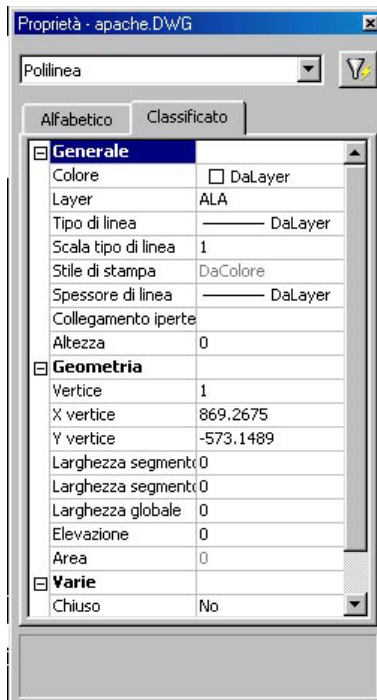 Proprietà - apache.DWG
Polilinea
Alfabetico Classificato
Generale
Colore DaLayer
Layer ALA
Tipo di linea DaLayer
Scala tipo di linea 1
Stile di stampa DaColore
Spessore di linea DaLayer
Collegamento iperte
Altezza 0
Geometria
Vertice 1
X vertice 869.2675
Y vertice -573.1489
Larghezza segmento 0
Larghezza segmento 0
Larghezza globale 0
Elevazione 0
Area 0
Varie
Chiuso No